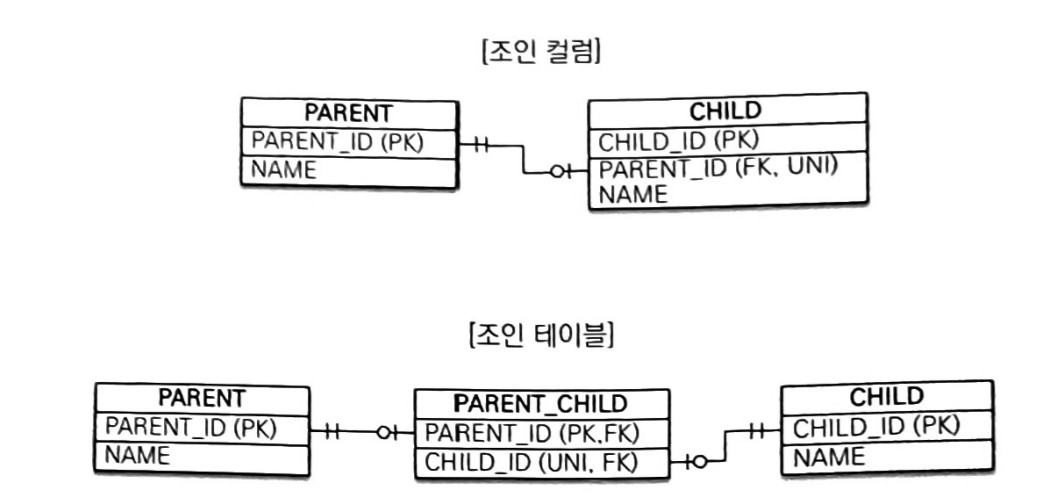 [조인 컬럼]
PARENT
PARENT_ID (PK)
NAME
CHILD
CHILD_ID (PK)
PARENT_ID (FK, UNI)
NAME
[조인 테이블]
PARENT
PARENT_ID (PK)
NAME
PARENT_CHILD
PARENT_ID (PK,FK)
CHILD_ID (UNI, FK)
CHILD
CHILD_ID (PK)
NAME